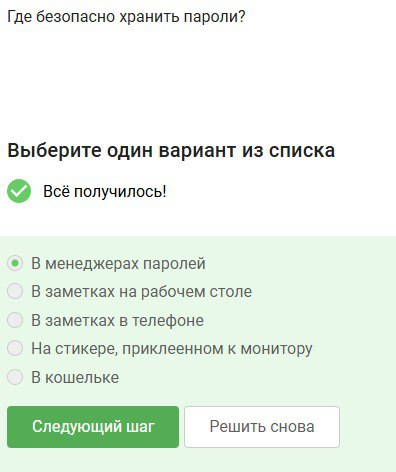 Где безопасно хранить пароли?
Выберите один вариант из списка
Всё получилось!
В менеджерах паролей
В заметках на рабочем столе
В заметках в телефоне
На стикере, приклеенном к монитору
В кошельке
Следующий шаг
Решить снова